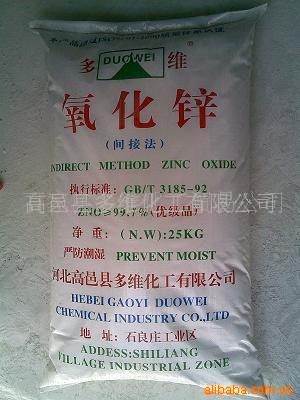 多 DUOWEI 维
氧化锌
(间接法)
INDIRECT METHOD ZINC OXIDE
执行标准: GB/T 3185-92
高邑县多维化工有限公司
ZNO≥99.7%(优级品)
净 重: (N.W):25KG
严防潮湿 PREVENT MOIST
河北高邑县多维化工有限公司
HEBEI GAOYI DUOWEI
CHEMICAL INDUSTRY CO.,LTD
地 址: 石良庄工业区
ADDESS:SHILIANG
VILLAGE INDUSTRIAL ZONE
alibaba.com.cn